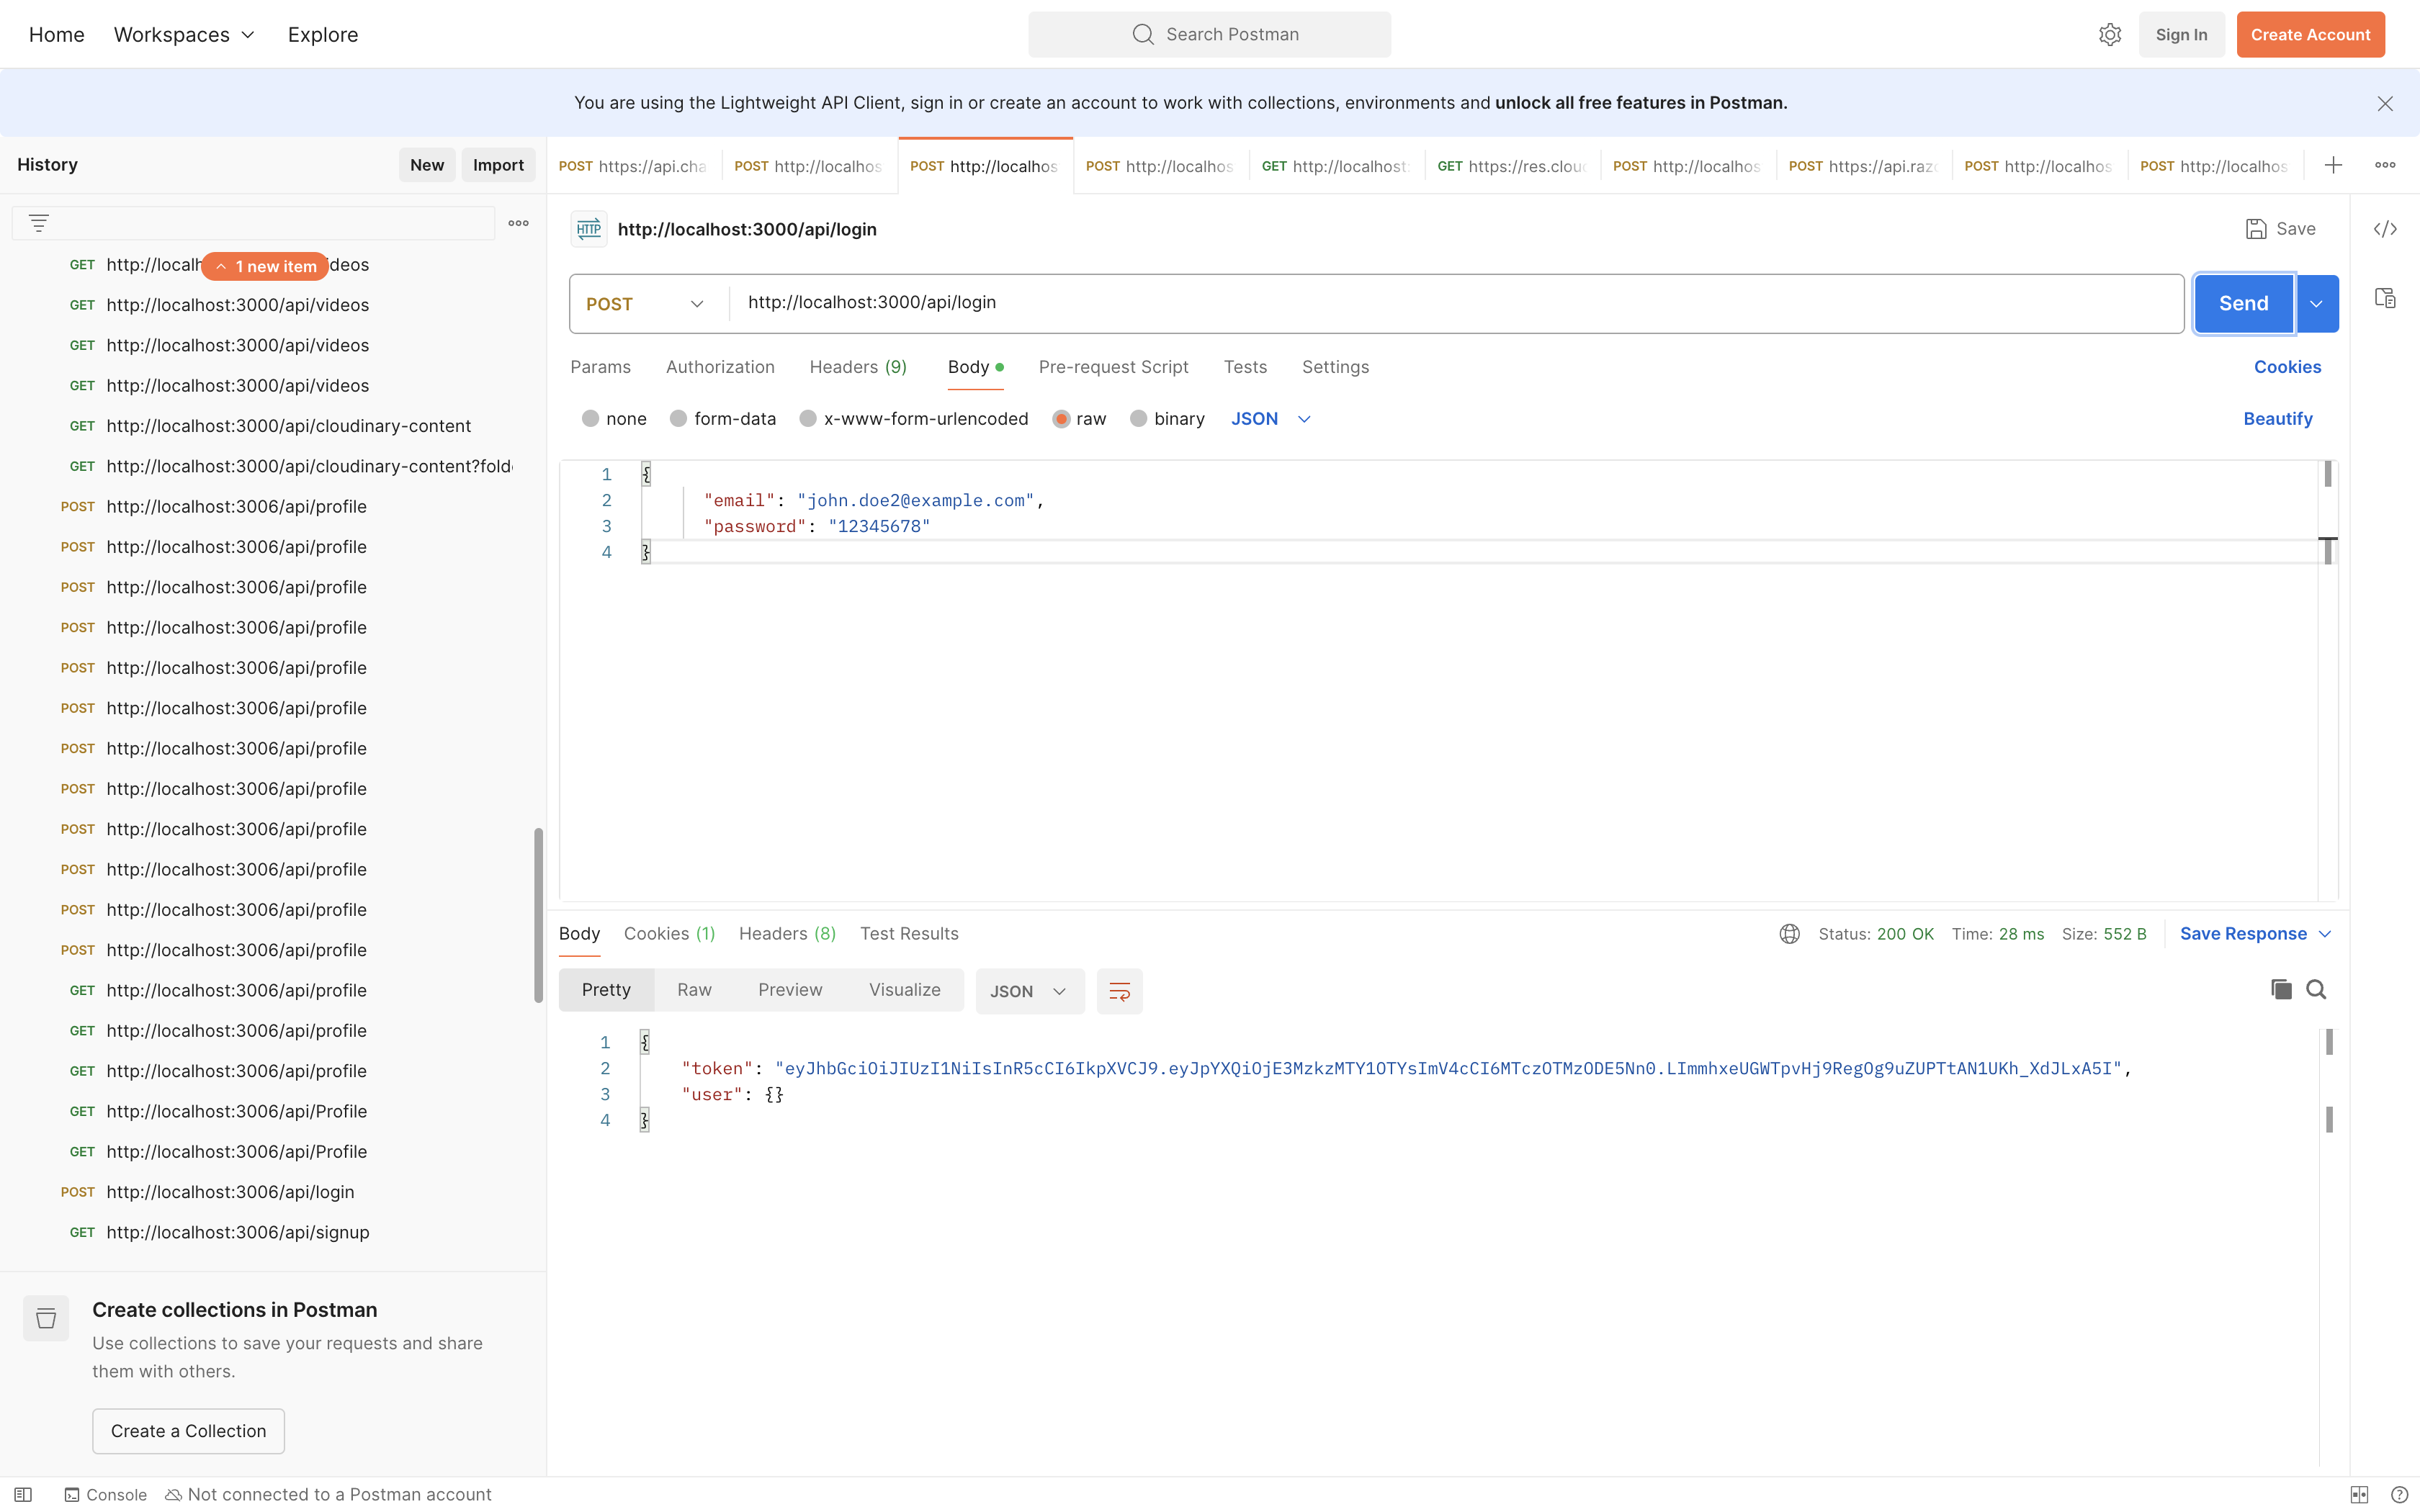 Home Workspaces Explore Search Postman Sign In Create Account
You are using the Lightweight API Client, sign in or create an account to work with collections, environments and unlock all free features in Postman.
History New Import
POST https://api.cha POST http://localhos POST http://localhos POST http://localhos GET http://localhost: GET https://res.clou POST http://localhos POST https://api.raz POST http://localhos POST http://localhos
GET http://localh 1 new item deos
GET http://localhost:3000/api/videos
GET http://localhost:3000/api/videos
GET http://localhost:3000/api/videos
GET http://localhost:3000/api/cloudinary-content
GET http://localhost:3000/api/cloudinary-content?fold
POST http://localhost:3006/api/profile
POST http://localhost:3006/api/profile
POST http://localhost:3006/api/profile
POST http://localhost:3006/api/profile
POST http://localhost:3006/api/profile
POST http://localhost:3006/api/profile
POST http://localhost:3006/api/profile
POST http://localhost:3006/api/profile
POST http://localhost:3006/api/profile
POST http://localhost:3006/api/profile
POST http://localhost:3006/api/profile
POST http://localhost:3006/api/profile
GET http://localhost:3006/api/profile
GET http://localhost:3006/api/profile
GET http://localhost:3006/api/profile
GET http://localhost:3006/api/Profile
GET http://localhost:3006/api/Profile
POST http://localhost:3006/api/login
GET http://localhost:3006/api/signup
Create collections in Postman
Use collections to save your requests and share
them with others.
Create a Collection
HTTP http://localhost:3000/api/login Save
POST http://localhost:3000/api/login Send
Params Authorization Headers (9) Body Pre-request Script Tests Settings Cookies
none form-data x-www-form-urlencoded raw binary JSON Beautify
1 {
2 "email": "john.doe2@example.com",
3 "password": "12345678"
4 }
Body Cookies (1) Headers (8) Test Results Status: 200 OK Time: 28 ms Size: 552 B Save Response
Pretty Raw Preview Visualize JSON
1 {
2 "token": "eyJhbGciOiJIUzI1NiIsInR5cCI6IkpXVCJ9.eyJpYXQiOjE3MzkzMTY1OTYsImV4cCI6MTczOTMzODE5Nn0.LImmhxeUGWTpvHj9RegOg9uZUPTtAN1UKh_XdJLxA5I",
3 "user": {}
4 }
Console Not connected to a Postman account